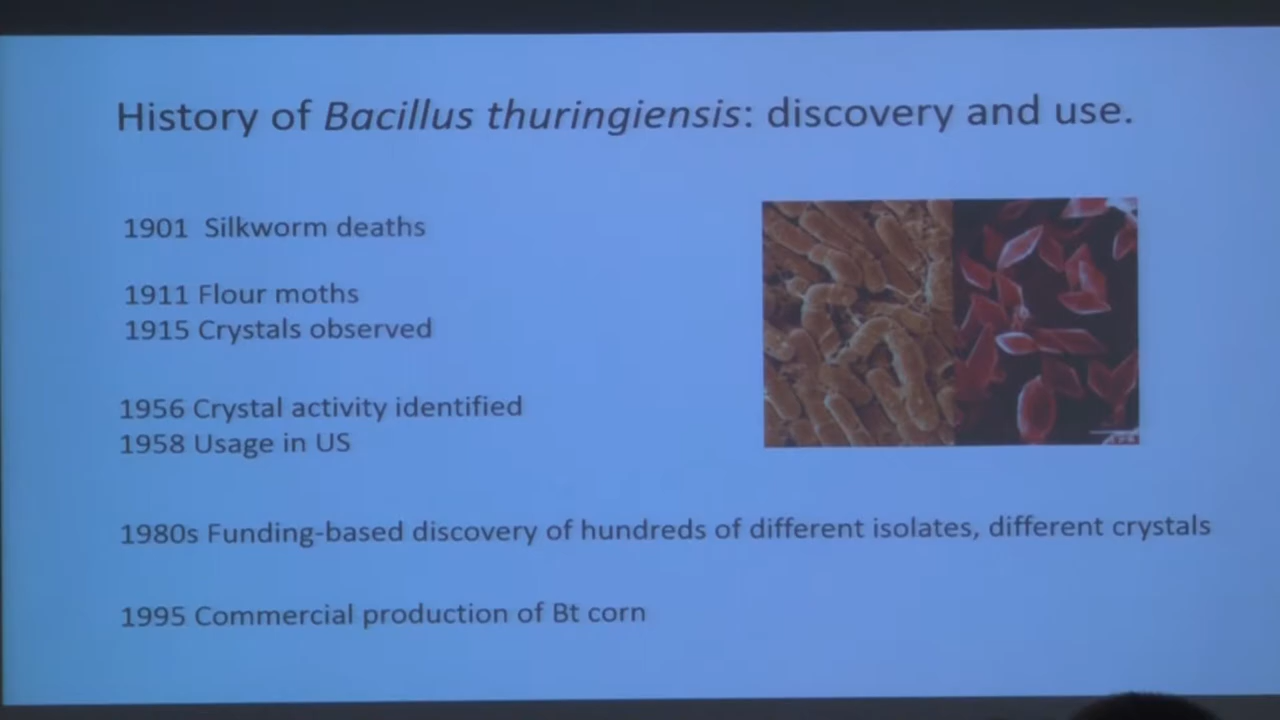 History of Bacillus thuringiensis: discovery and use.
1901 Silkworm deaths
1911 Flour moths
1915 Crystals observed
1956 Crystal activity identified
1958 Usage in US
1980s Funding-based discovery of hundreds of different isolates, different crystals
1995 Commercial production of Bt corn